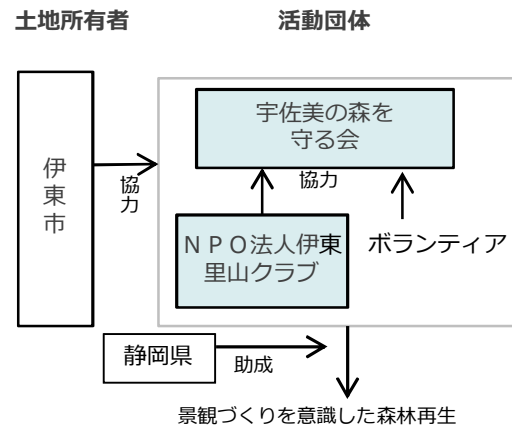 土地所有者
活動団体
伊東市
協力
宇佐美の森を
守る会
協力
NPO法人伊東
里山クラブ
ボランティア
静岡県
助成
景観づくりを意識した森林再生